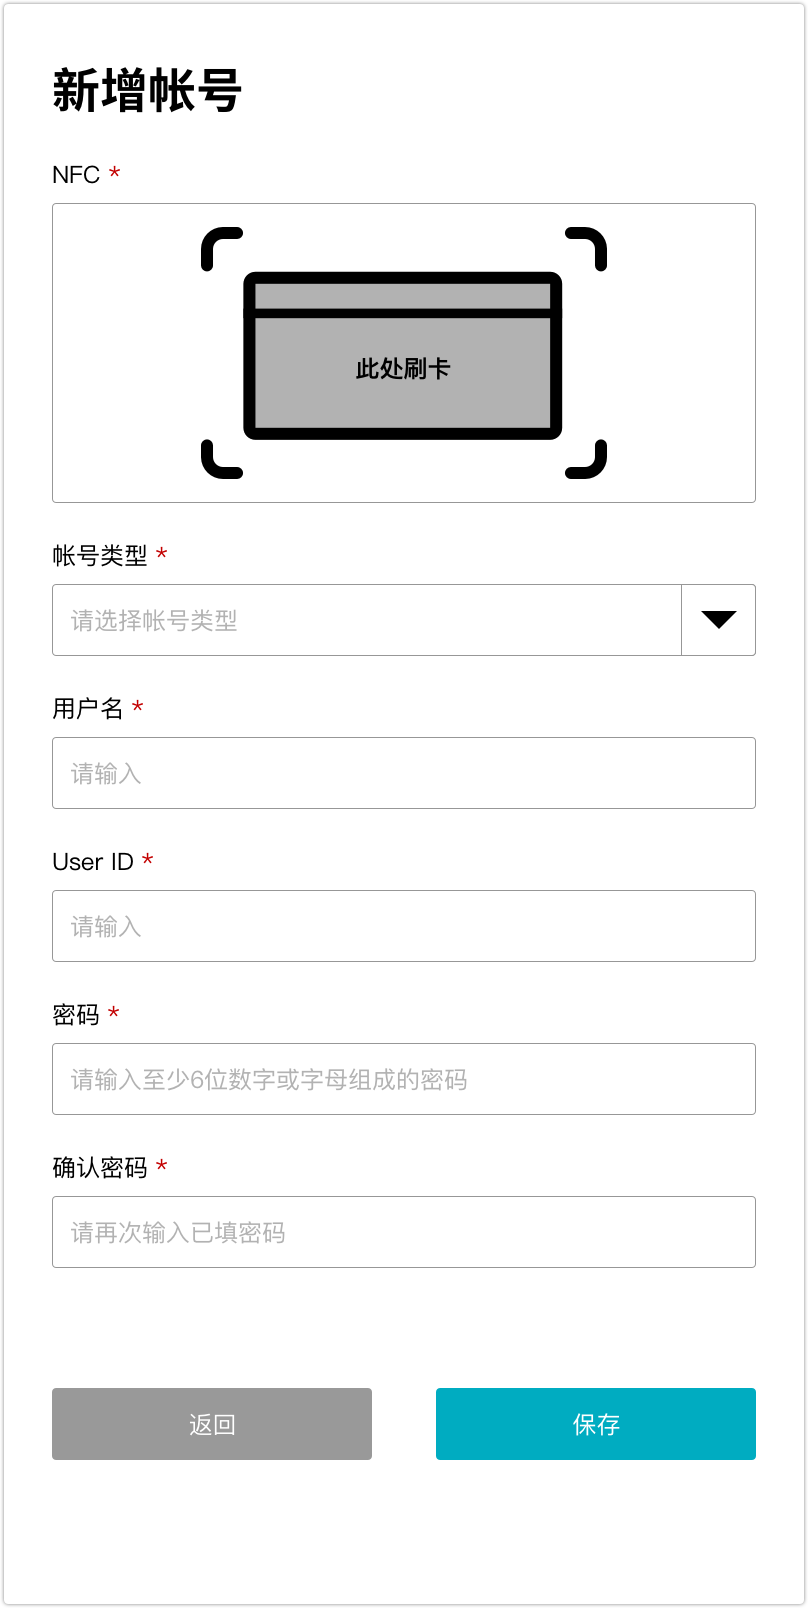 新增帐号
NFC *
此处刷卡
帐号类型 *
请选择帐号类型
用户名 *
请输入
User ID *
请输入
密码 *
请输入至少6位数字或字母组成的密码
确认密码 *
请再次输入已填密码
返回
保存